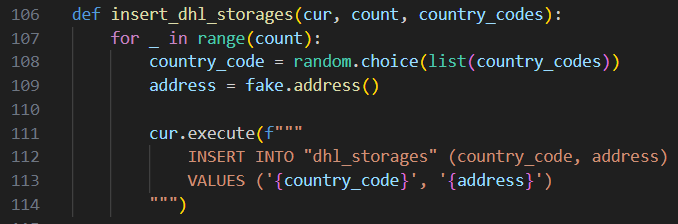 106 def insert_dhl_storages(cur, count, country_codes):
107     for _ in range(count):
108         country_code = random.choice(list(country_codes))
109         address = fake.address()
110
111         cur.execute(f"""
112             INSERT INTO "dhl_storages" (country_code, address)
113             VALUES ('{country_code}', '{address}')
114         """)